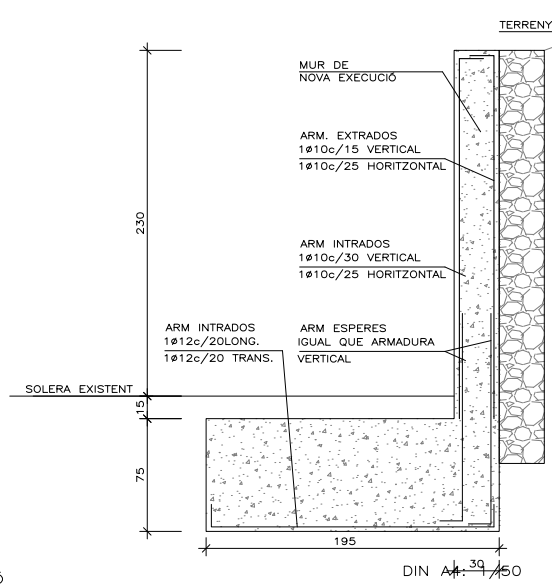 TERRENY
MUR DE
NOVA EXECUCIÓ
ARM. EXTRADOS
1ø10c/15 VERTICAL
1ø10c/25 HORITZONTAL
230
ARM INTRADOS
1ø10c/30 VERTICAL
1ø10c/25 HORITZONTAL
ARM INTRADOS
1ø12c/20LONG.
1ø12c/20 TRANS.
ARM ESPERES
IGUAL QUE ARMADURA
VERTICAL
SOLERA EXISTENT
15
75
195
30
DIN A4: 1/50